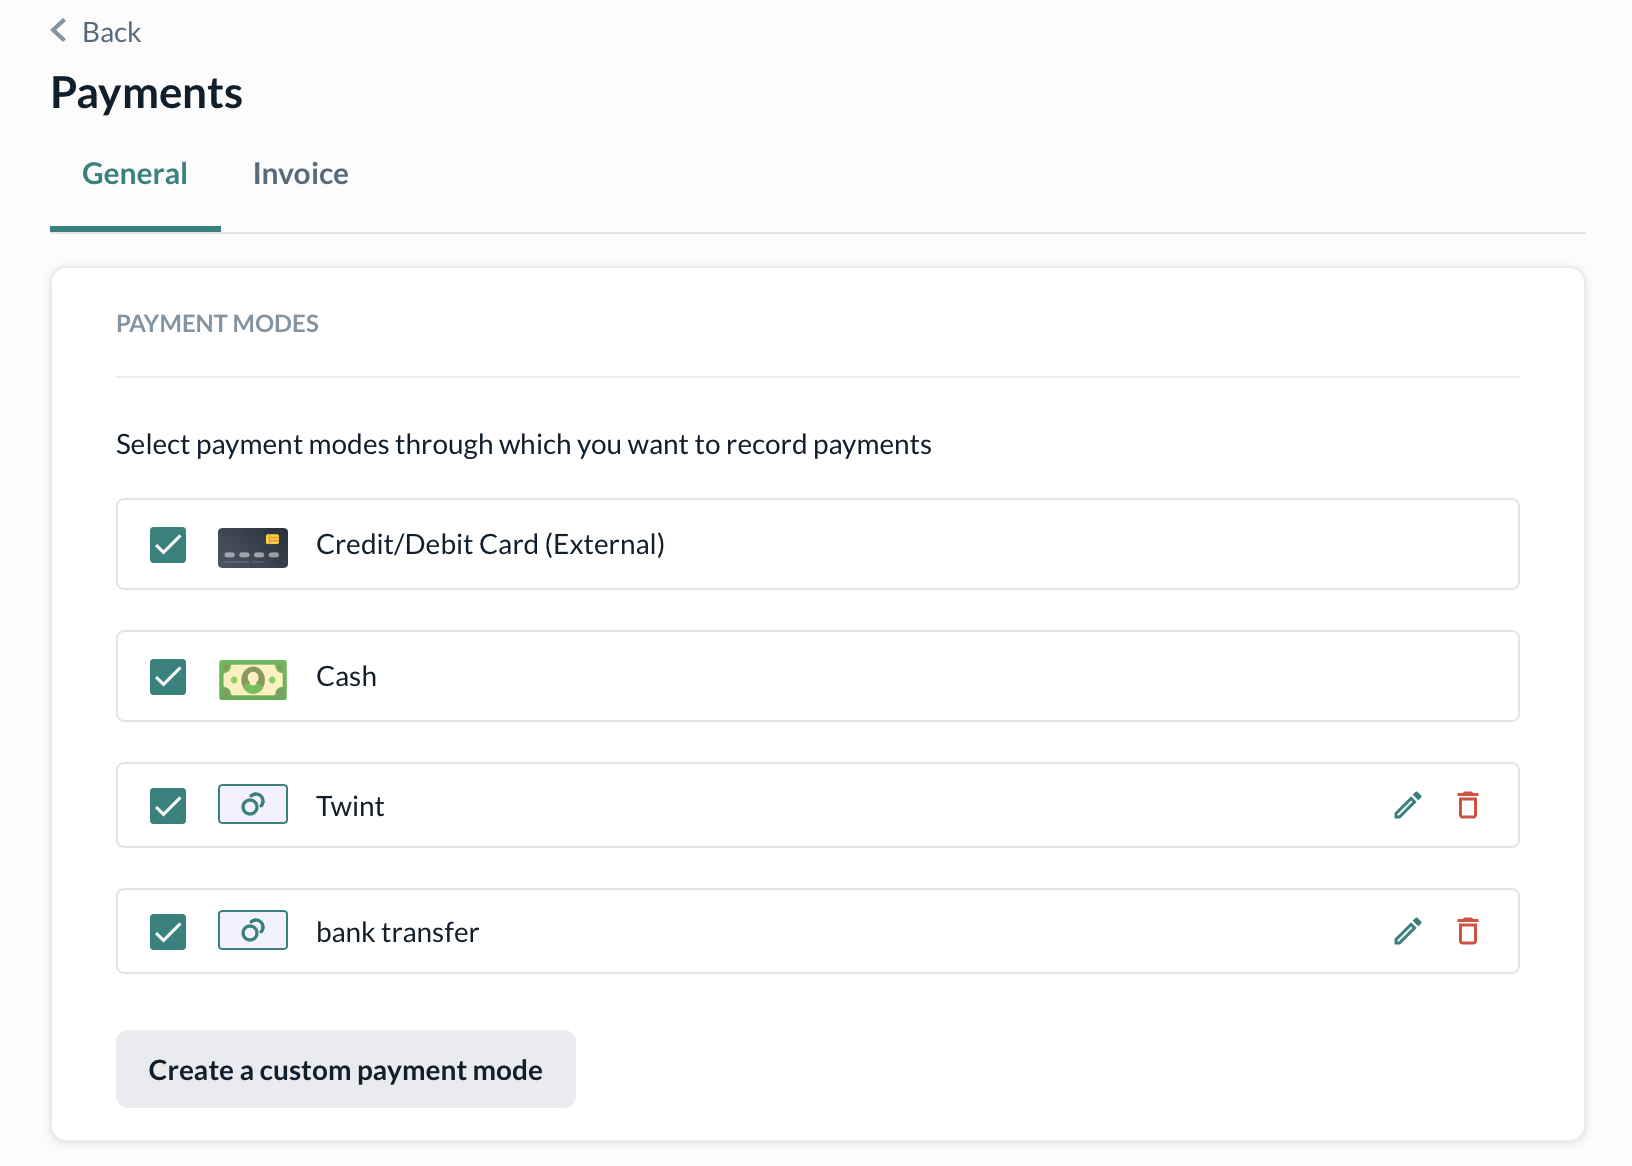 Back
Payments
General
Invoice
PAYMENT MODES
Select payment modes through which you want to record payments
Credit/Debit Card (External)
Cash
Twint
bank transfer
Create a custom payment mode